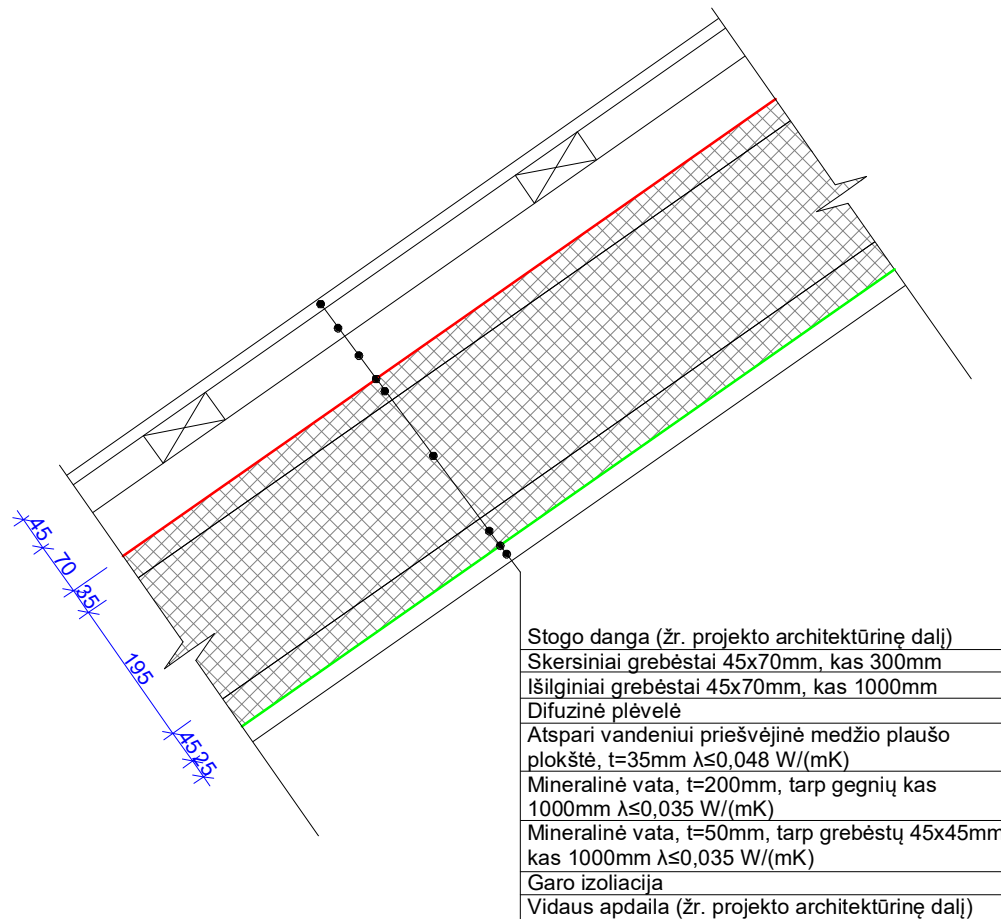 45
70
35
195
45
25
Stogo danga (žr. projekto architektūrinę dalį)
Skersiniai grebėstai 45x70mm, kas 300mm
Išilginiai grebėstai 45x70mm, kas 1000mm
Difuzinė plėvelė
Atspari vandeniui priešvėjinė medžio plaušo
plokštė, t=35mm λ≤0,048 W/(mK)
Mineralinė vata, t=200mm, tarp gegnių kas
1000mm λ≤0,035 W/(mK)
Mineralinė vata, t=50mm, tarp grebėstų 45x45mm
kas 1000mm λ≤0,035 W/(mK)
Garo izoliacija
Vidaus apdaila (žr. projekto architektūrinę dalį)